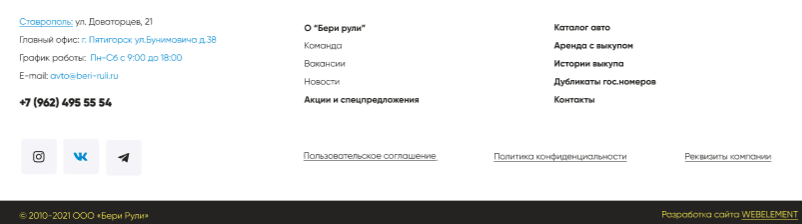 Ставрополь: ул. Доваторцев, 21
Главный офис: г. Пятигорск ул.Бунимовича д.38
График работы: Пн-Сб с 9:00 до 18:00
E-mail: avto@beri-ruli.ru
+7 (962) 495 55 54
О “Бери рули”
Команда
Вакансии
Новости
Акции и спецпредложения
Каталог авто
Аренда с выкупом
Истории выкупа
Дубликаты гос.номеров
Контакты
Пользовательское соглашение
Политика конфиденциальности
Реквизиты компании
© 2010-2021 ООО «Бери Рули»
Разработка сайта WEBELEMENT